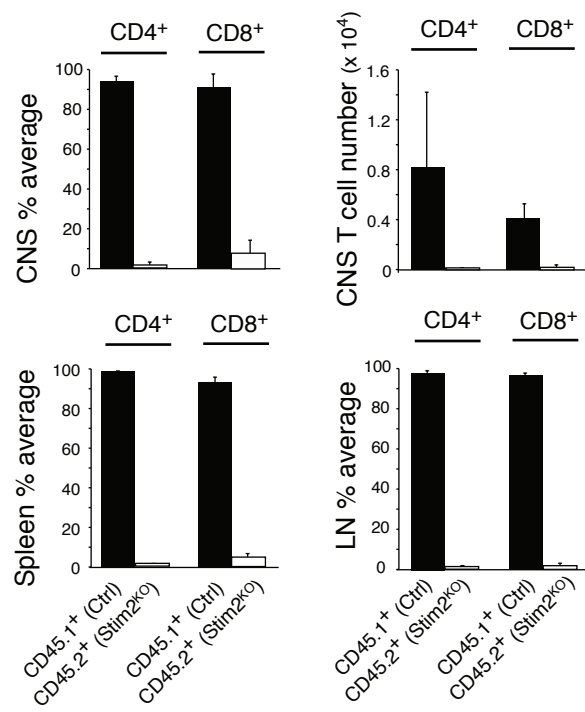 CD4+ CD8+
CNS % average
100
80
60
40
20
0
CD4+ CD8+
CNS T cell number (x 10^4)
1.6
1.2
0.8
0.4
0
CD4+ CD8+
Spleen % average
100
80
60
40
20
0
CD45.1+ (Ctrl)
CD45.2+ (Stim2KO)
CD45.1+ (Ctrl)
CD45.2+ (Stim2KO)
CD4+ CD8+
LN % average
100
80
60
40
20
0
CD45.1+ (Ctrl)
CD45.2+ (Stim2KO)
CD45.1+ (Ctrl)
CD45.2+ (Stim2KO)